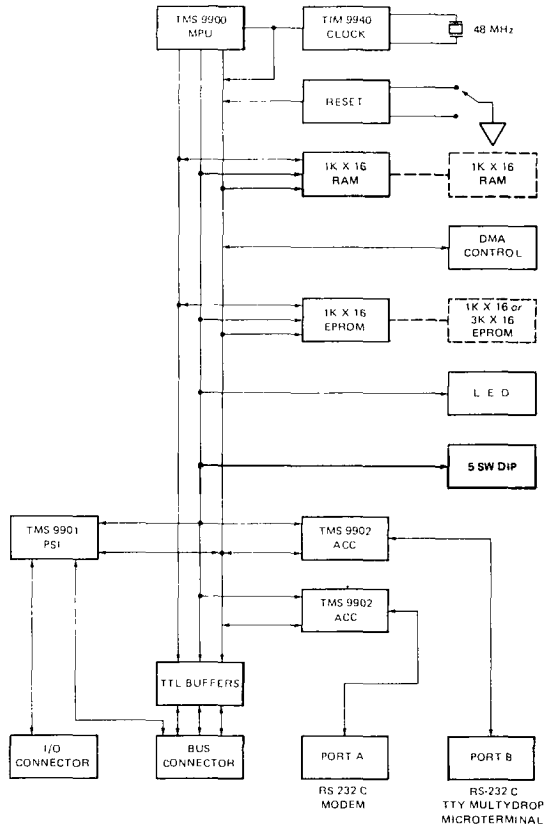 TMS 9900
MPU
TIM 9940
CLOCK
48 MHz
RESET
1K X 16
RAM
1K X 16
RAM
DMA
CONTROL
1K X 16
EPROM
1K X 16 or
3K X 16
EPROM
L E D
5 SW DIP
TMS 9901
PSI
TMS 9902
ACC
TMS 9902
ACC
TTL BUFFERS
I/O
CONNECTOR
BUS
CONNECTOR
PORT A
PORT B
RS 232 C
MODEM
RS-232 C
TTY MULTYDROP
MICROTERMINAL